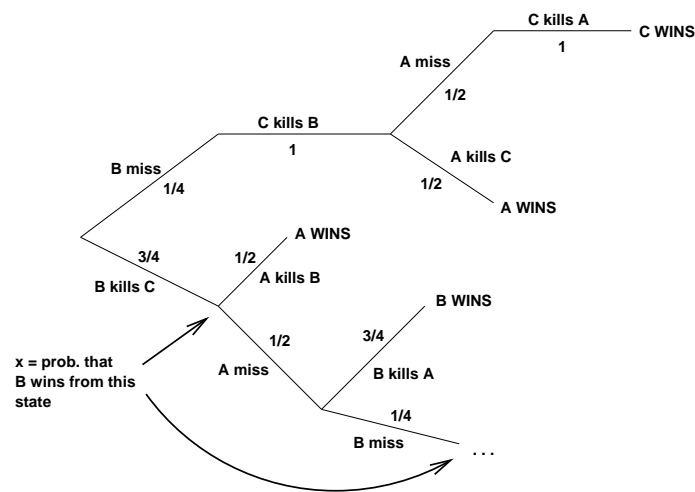 C kills A
C WINS
1
A miss
1/2
C kills B
1
A kills C
1/2
A WINS
B miss
1/4
3/4
B kills C
1/2
A WINS
A kills B
1/2
A miss
B WINS
3/4
B kills A
1/4
B miss
. . .
x = prob. that
B wins from this
state